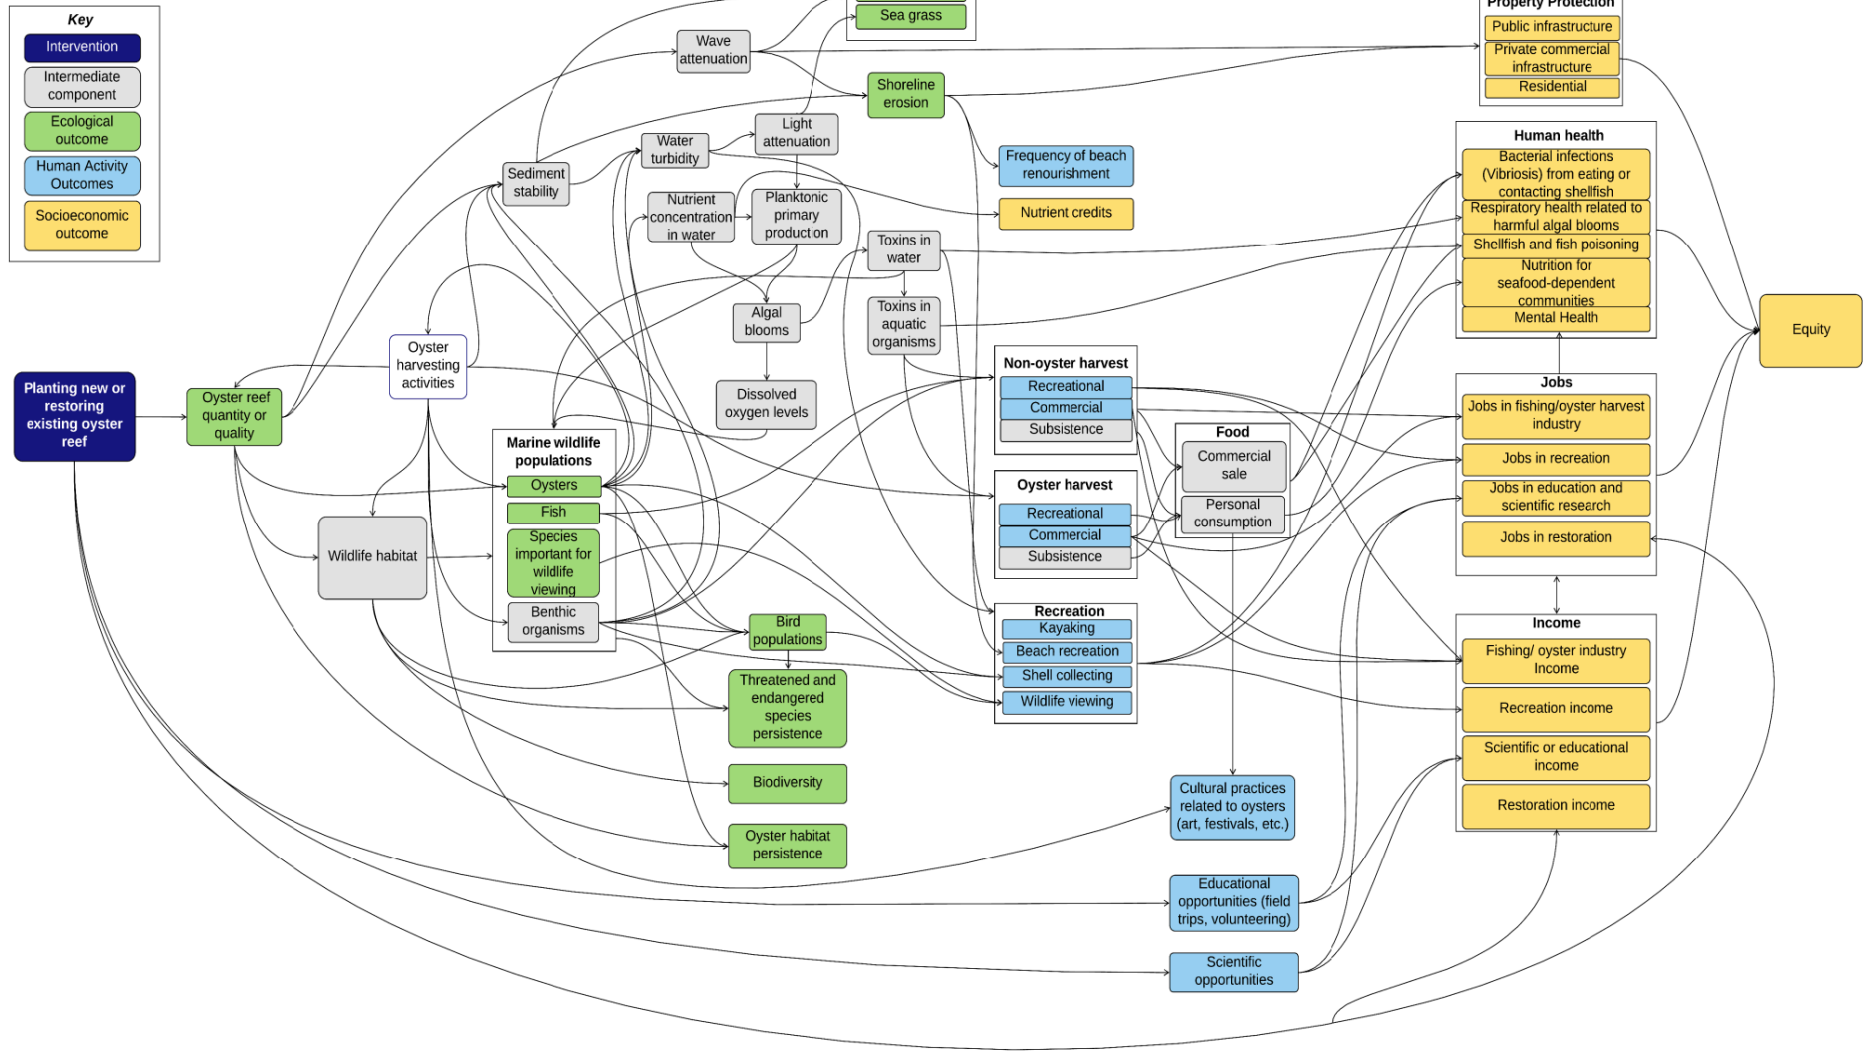 Key
Intervention
Intermediate
component
Ecological
outcome
Human Activity
Outcomes
Socioeconomic
outcome
Planting new or
restoring
existing oyster
reef
Oyster reef
quantity or
quality
Oyster
harvesting
activities
Wildlife habitat
Sediment
stability
Wave
attenuation
Water
turbidity
Light
attenuation
Nutrient
concentration
in water
Planktonic
primary
production
Algal
blooms
Dissolved
oxygen levels
Marine wildlife
populations
Oysters
Fish
Species
important for
wildlife
viewing
Benthic
organisms
Bird
populations
Threatened and
endangered
species
persistence
Biodiversity
Oyster habitat
persistence
Sea grass
Shoreline
erosion
Toxins in
water
Toxins in
aquatic
organisms
Frequency of beach
renourishment
Nutrient credits
Non-oyster harvest
Recreational
Commercial
Subsistence
Oyster harvest
Recreational
Commercial
Subsistence
Recreation
Kayaking
Beach recreation
Shell collecting
Wildlife viewing
Food
Commercial
sale
Personal
consumption
Cultural practices
related to oysters
(art, festivals, etc.)
Educational
opportunities (field
trips, volunteering)
Scientific
opportunities
Property Protection
Public infrastructure
Private commercial
infrastructure
Residential
Human health
Bacterial infections
(Vibriosis) from eating or
contacting shellfish
Respiratory health related to
harmful algal blooms
Shellfish and fish poisoning
Nutrition for
seafood-dependent
communities
Mental Health
Jobs
Jobs in fishing/oyster harvest
industry
Jobs in recreation
Jobs in education and
scientific research
Jobs in restoration
Income
Fishing/ oyster industry
Income
Recreation income
Scientific or educational
income
Restoration income
Equity